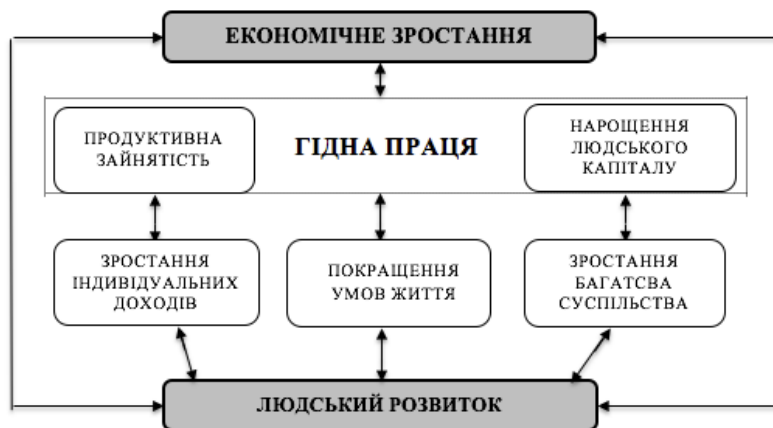 ЕКОНОМІЧНЕ ЗРОСТАННЯ
ПРОДУКТИВНА
ЗАЙНЯТІСТЬ
ГІДНА ПРАЦЯ
НАРОЩЕННЯ
ЛЮДСЬКОГО
КАПІТАЛУ
ЗРОСТАННЯ
ІНДИВІДУАЛЬНИХ
ДОХОДІВ
ПОКРАЩЕННЯ
УМОВ ЖИТТЯ
ЗРОСТАННЯ
БАГАТСВА
СУСПІЛЬСТВА
ЛЮДСЬКИЙ РОЗВИТОК